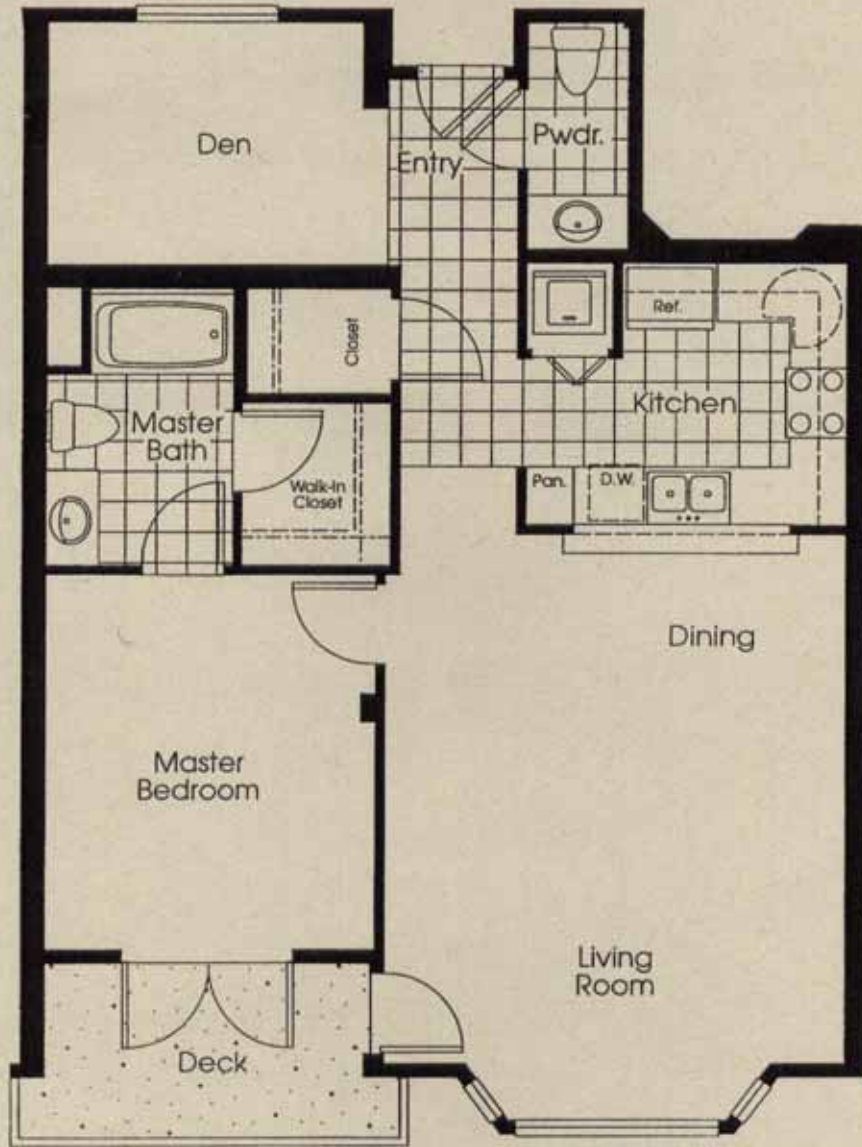 Den
Entry
Pwdr.
Closet
Ref.
Master
Bath
Kitchen
Walk-In
Closet
Pan.
D.W.
Dining
Master
Bedroom
Living
Room
Deck